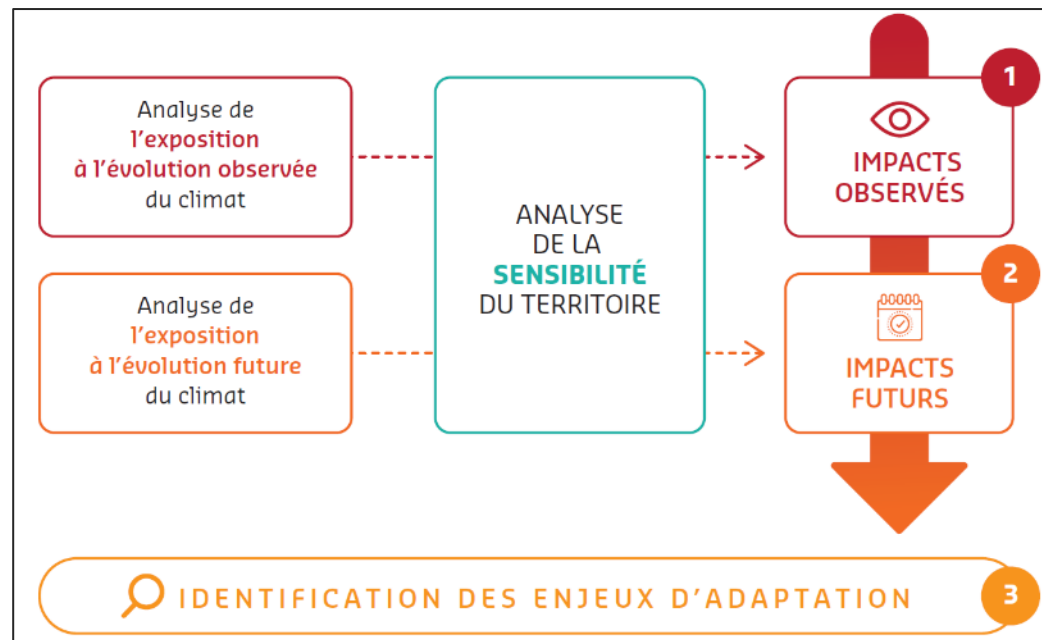 Analyse de
l'exposition
à l'évolution observée
du climat
ANALYSE
DE LA
SENSIBILITÉ
DU TERRITOIRE
1
IMPACTS
OBSERVÉS
Analyse de
l'exposition
à l'évolution future
du climat
2
IMPACTS
FUTURS
IDENTIFICATION DES ENJEUX D'ADAPTATION
3